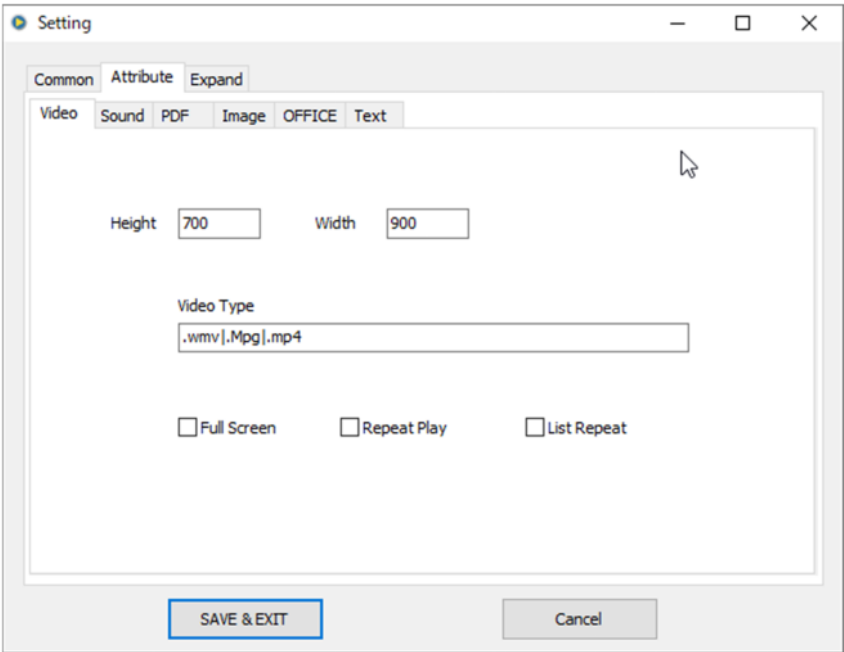 Setting
Common Attribute Expand
Video Sound PDF Image OFFICE Text
Height 700 Width 900
Video Type
.wmv|.Mpg|.mp4
Full Screen Repeat Play List Repeat
SAVE & EXIT Cancel